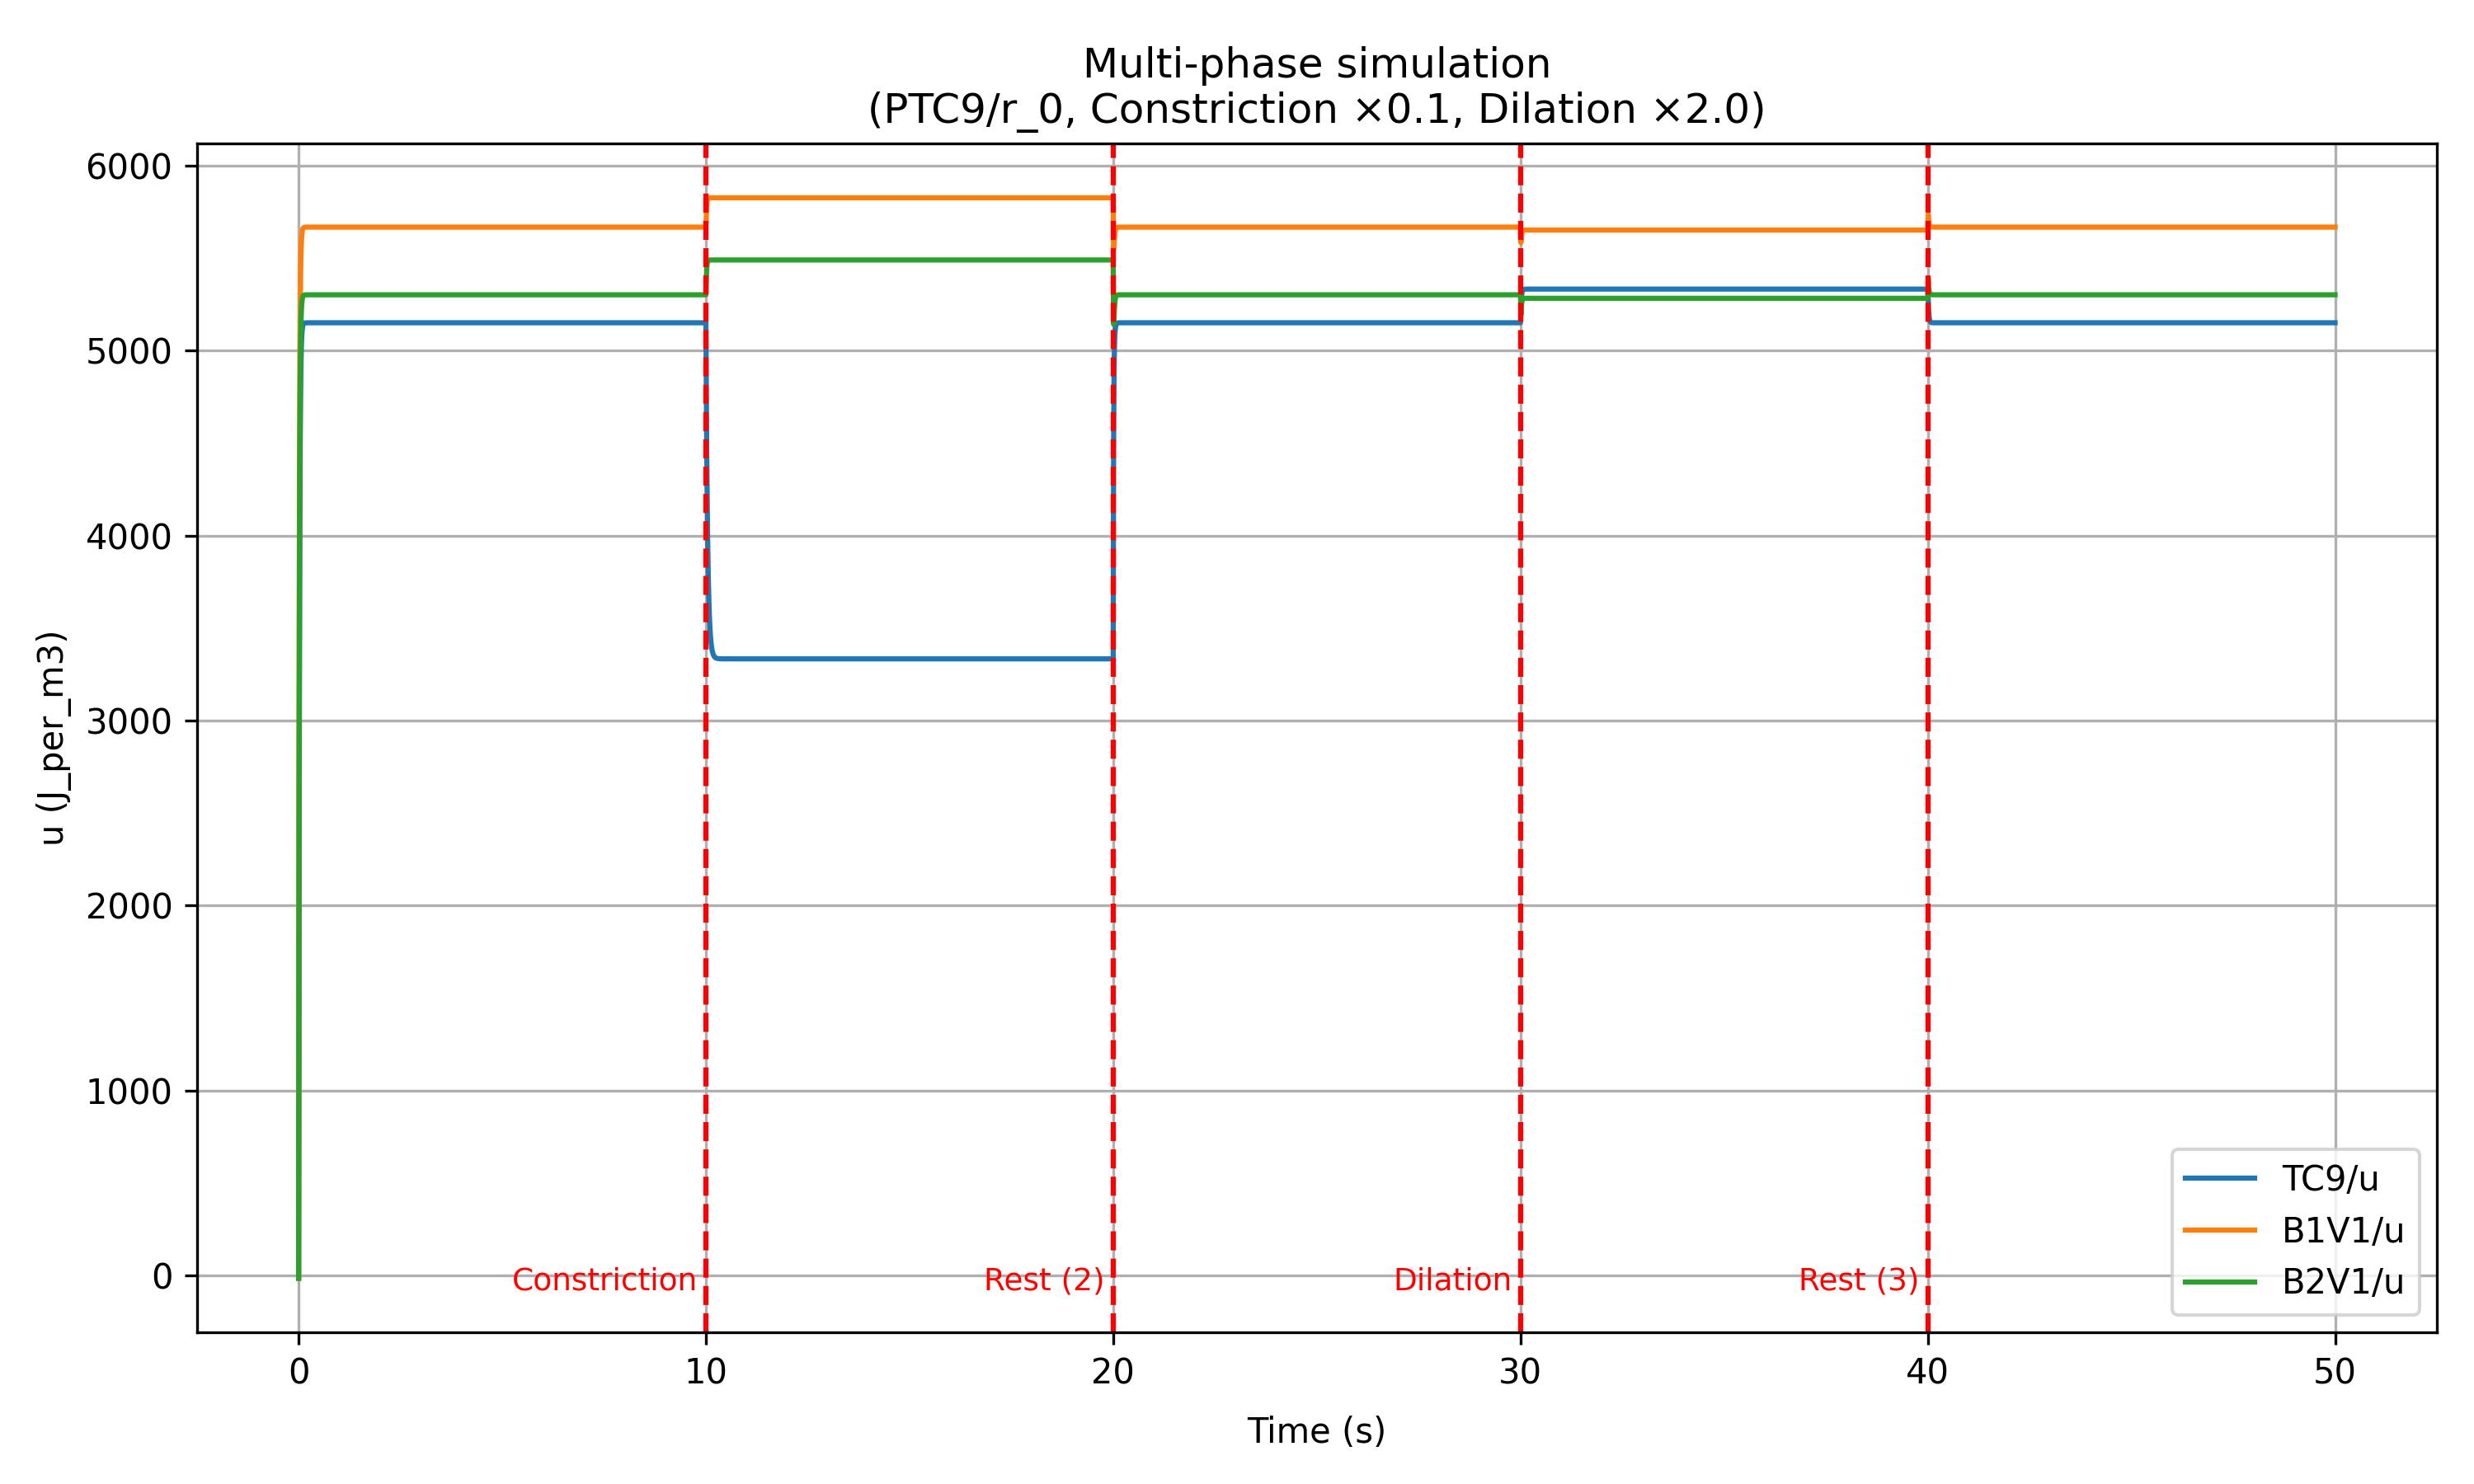 Multi-phase simulation
(PTC9/r_0, Constriction ×0.1, Dilation ×2.0)
u (J_per_m3)
6000
5000
4000
3000
2000
1000
0
Constriction
Rest (2)
Dilation
Rest (3)
TC9/u
B1V1/u
B2V1/u
0 10 20 30 40 50
Time (s)